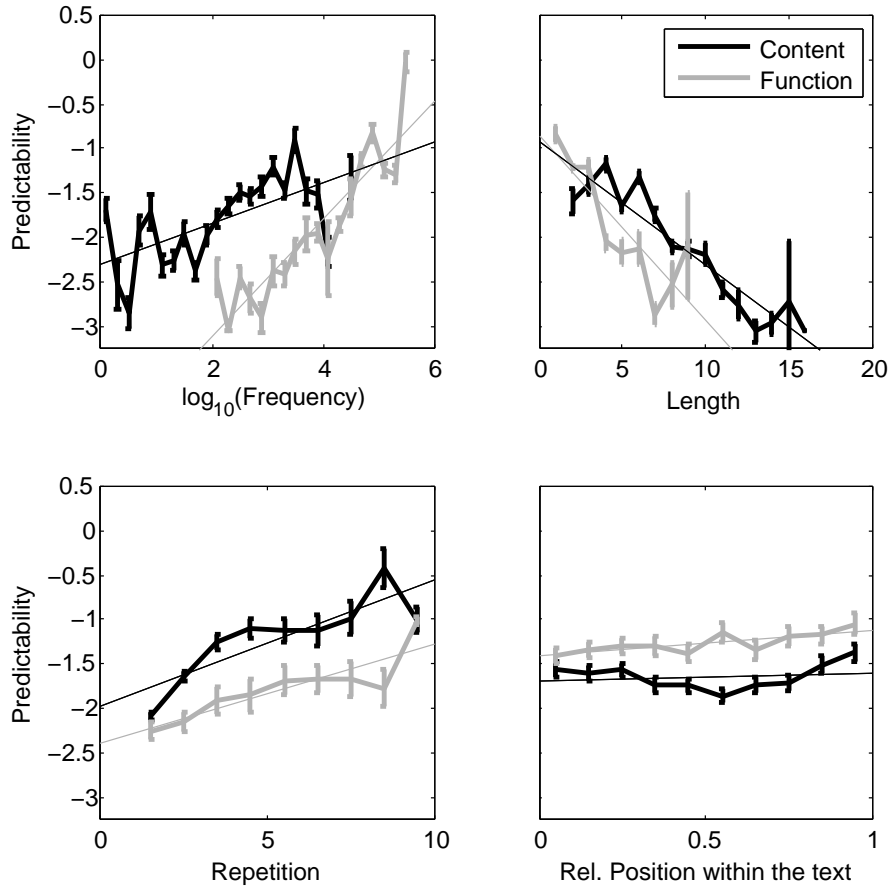 0.5
0
−0.5
−1
−1.5
−2
−2.5
−3
Predictability
0 2 4 6
log10(Frequency)
Content
Function
0 5 10 15 20
Length
0.5
0
−0.5
−1
−1.5
−2
−2.5
−3
Predictability
0 5 10
Repetition
0 0.5 1
Rel. Position within the text